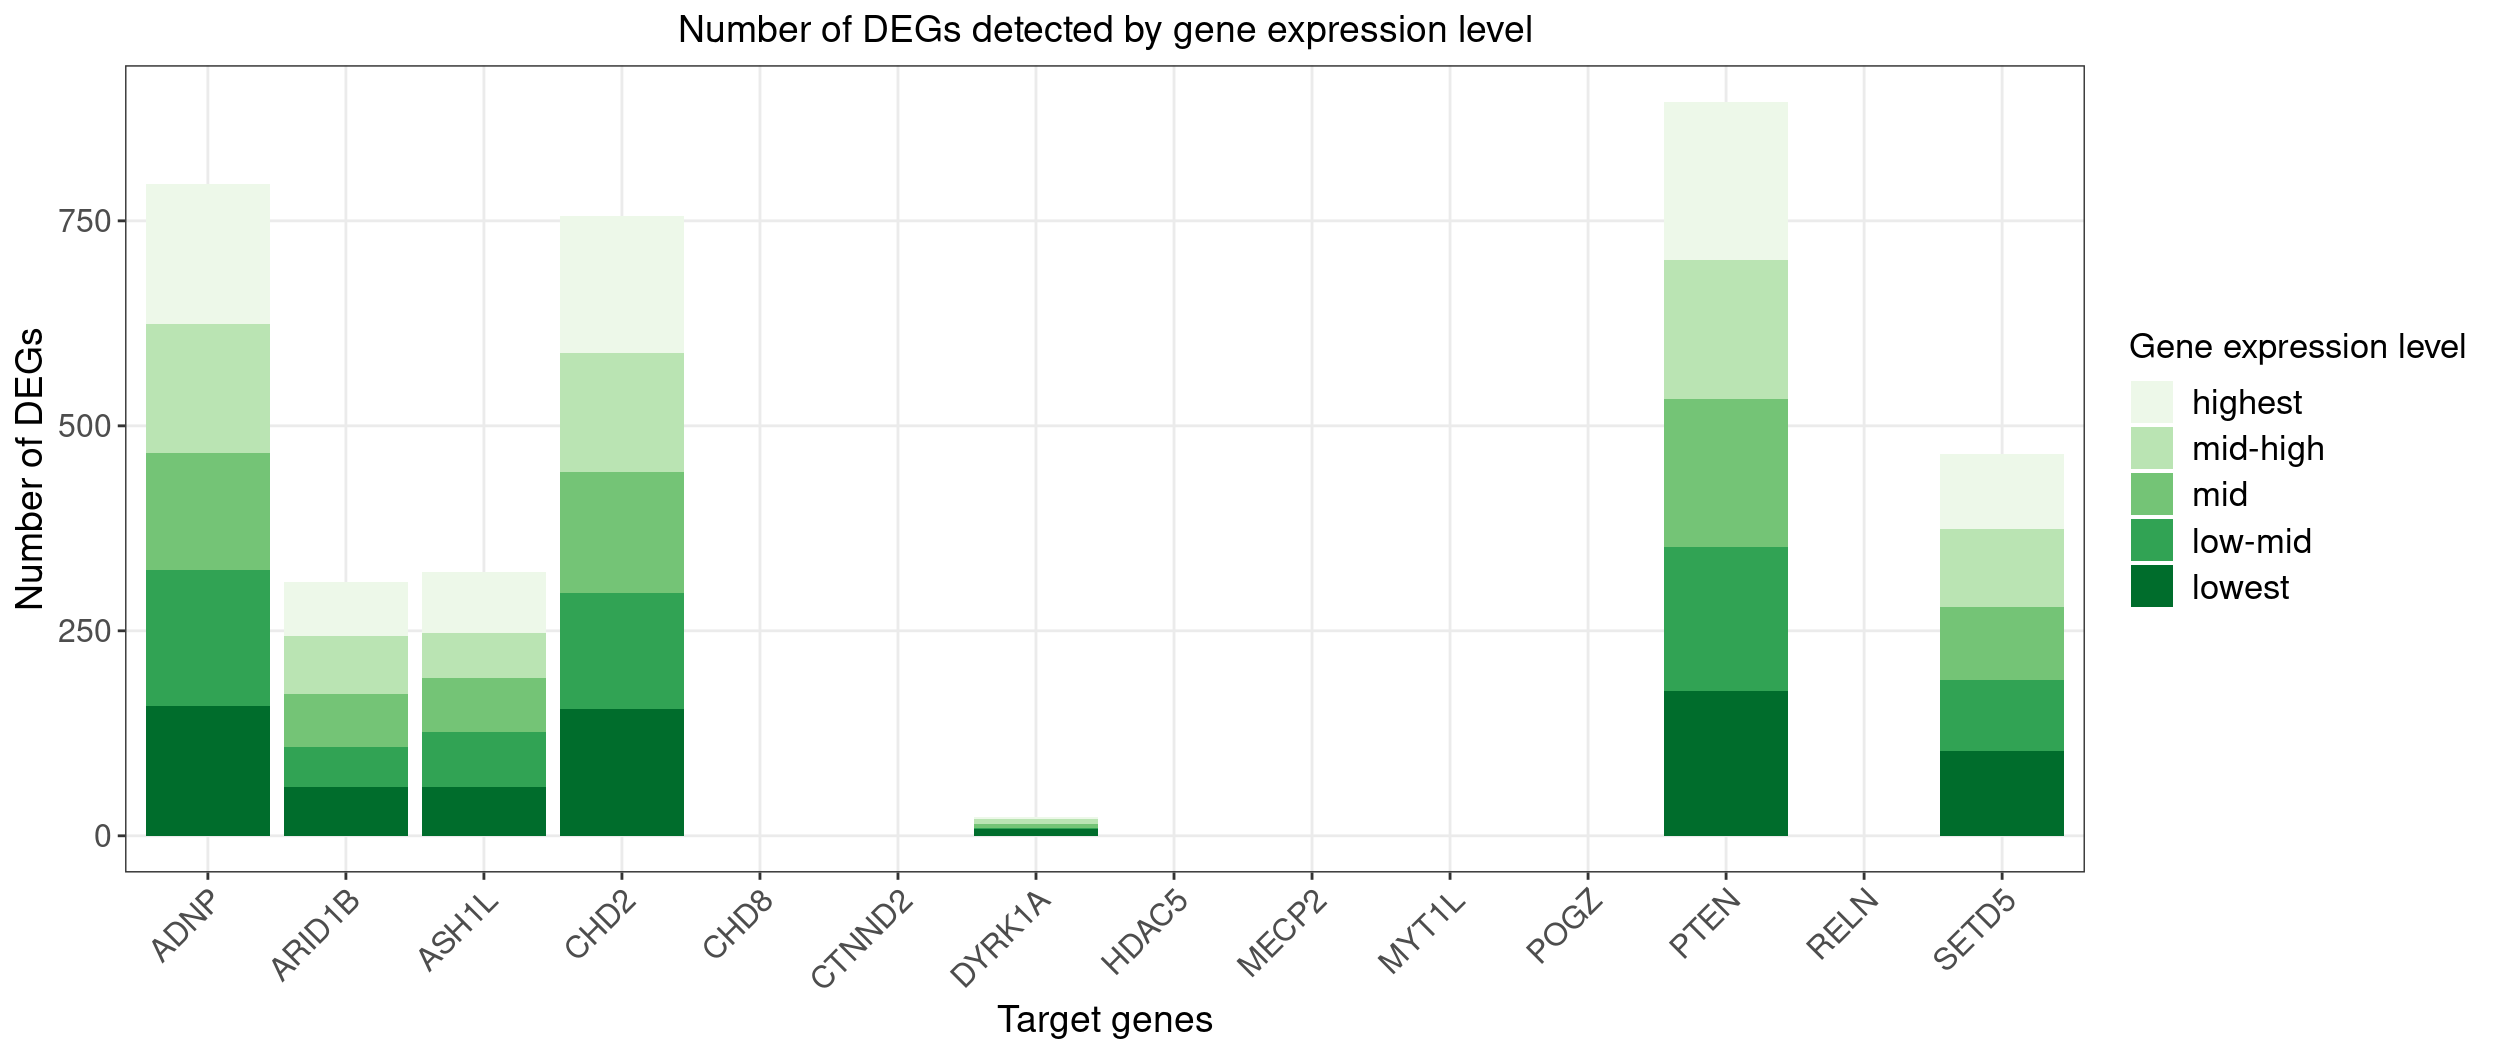 Number of DEGs detected by gene expression level
Number of DEGs
750
500
250
0
ADNP
ARID1B
ASH1L
CHD2
CHD8
CTNND2
DYRK1A
HDAC5
MECP2
MYT1L
POGZ
PTEN
RELN
SETD5
Target genes
Gene expression level
highest
mid-high
mid
low-mid
lowest